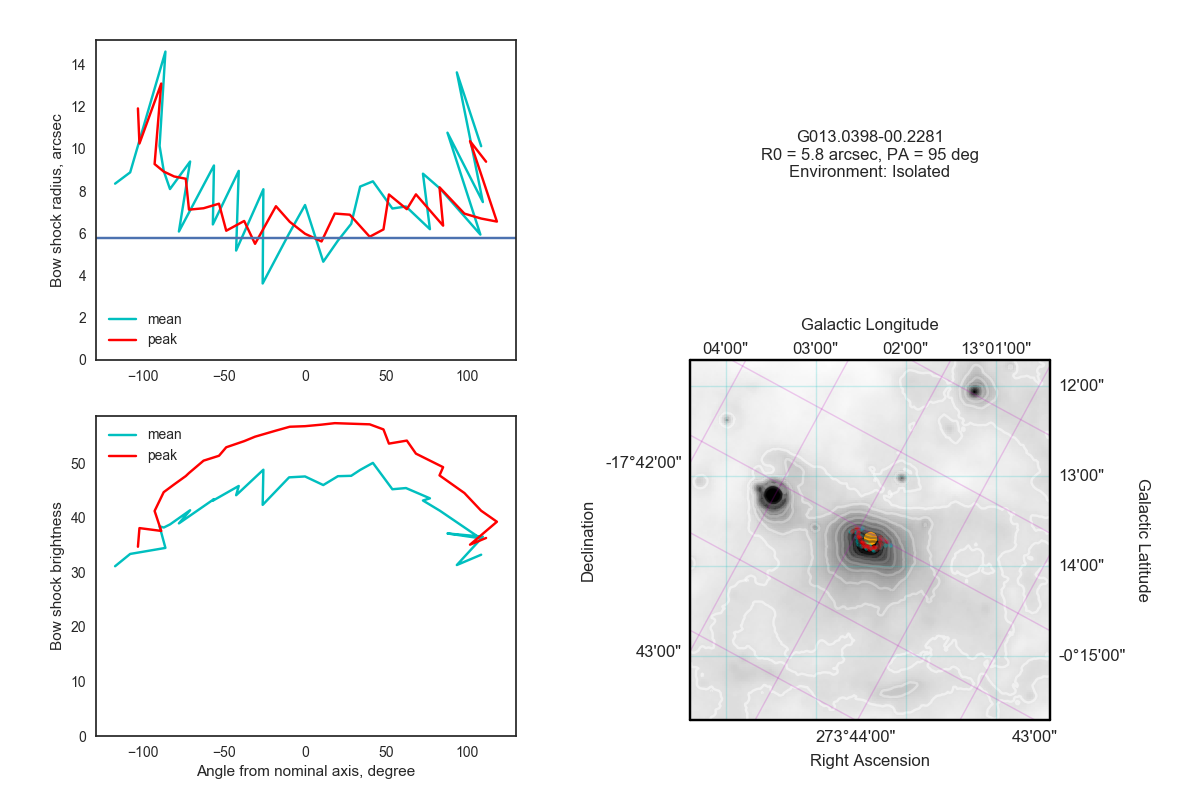 14
12
10
8
6
4
2
0
Bow shock radius, arcsec
mean
peak
−100
−50
0
50
100
50
40
30
20
10
0
Bow shock brightness
mean
peak
−100
−50
0
50
100
Angle from nominal axis, degree
G013.0398-00.2281
R0 = 5.8 arcsec, PA = 95 deg
Environment: Isolated
Galactic Longitude
04'00"
03'00"
02'00"
13°01'00"
12'00"
13'00"
14'00"
-0°15'00"
Galactic Latitude
-17°42'00"
43'00"
Declination
273°44'00"
43'00"
Right Ascension